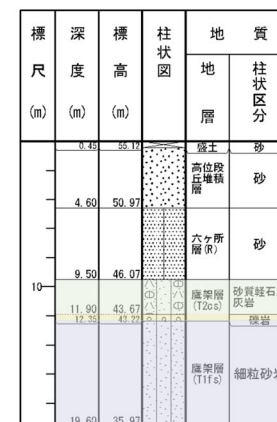 標尺(m)
深度(m)
標高(m)
柱状図
地質
地層
柱状区分
0.45 55.12 盛土 砂
高位段
丘堆積
層
砂
4.60 50.97
六ヶ所
層(R)
砂
9.50 46.07
10
鷹架層
(T2cs)
砂質軽石
灰岩
11.90 43.67
12.35 43.22 礫岩
鷹架層
(T1fs)
細粒砂岩
19.60 35.97